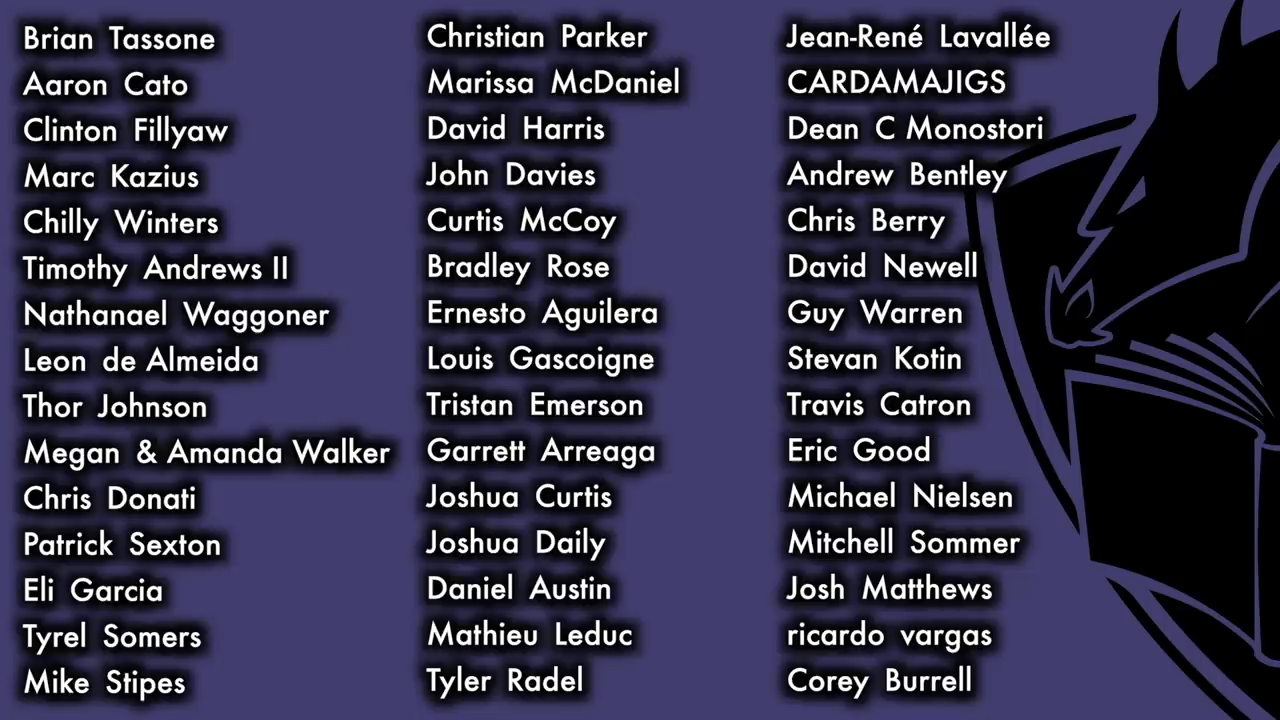 Brian Tassone
Aaron Cato
Clinton Fillyaw
Marc Kazius
Chilly Winters
Timothy Andrews II
Nathanael Waggoner
Leon de Almeida
Thor Johnson
Megan & Amanda Walker
Chris Donati
Patrick Sexton
Eli Garcia
Tyrel Somers
Mike Stipes
Christian Parker
Marissa McDaniel
David Harris
John Davies
Curtis McCoy
Bradley Rose
Ernesto Aguilera
Louis Gascoigne
Tristan Emerson
Garrett Arreaga
Joshua Curtis
Joshua Daily
Daniel Austin
Mathieu Leduc
Tyler Radel
Jean-René Lavallée
CARDAMAJIGS
Dean C Monostori
Andrew Bentley
Chris Berry
David Newell
Guy Warren
Stevan Kotin
Travis Catron
Eric Good
Michael Nielsen
Mitchell Sommer
Josh Matthews
ricardo vargas
Corey Burrell